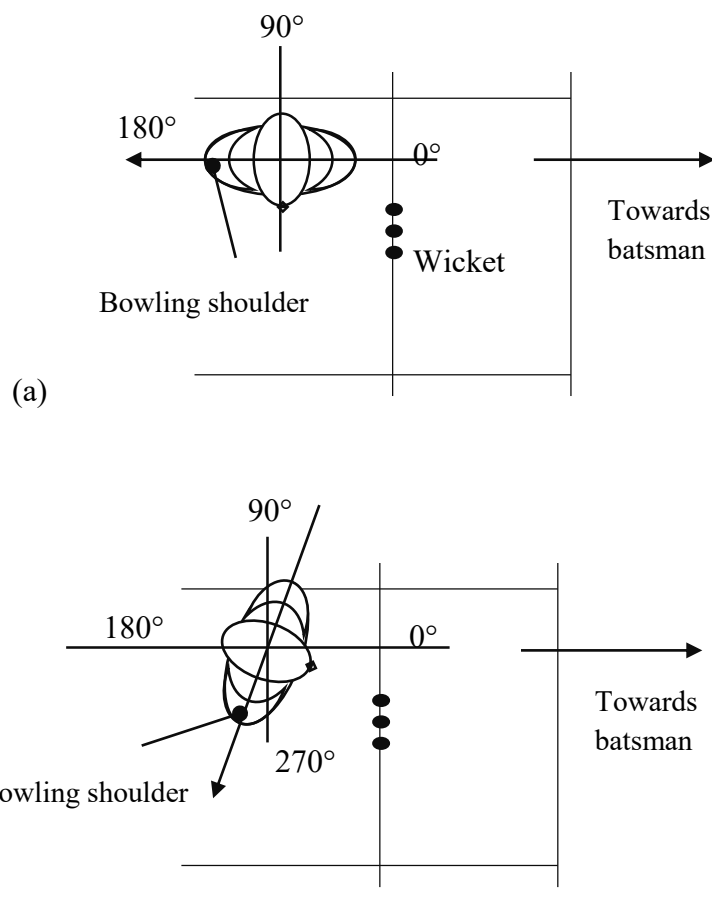 90°
180°
0°
Towards
batsman
Wicket
Bowling shoulder
(a)
90°
180°
0°
Towards
batsman
270°
owling shoulder